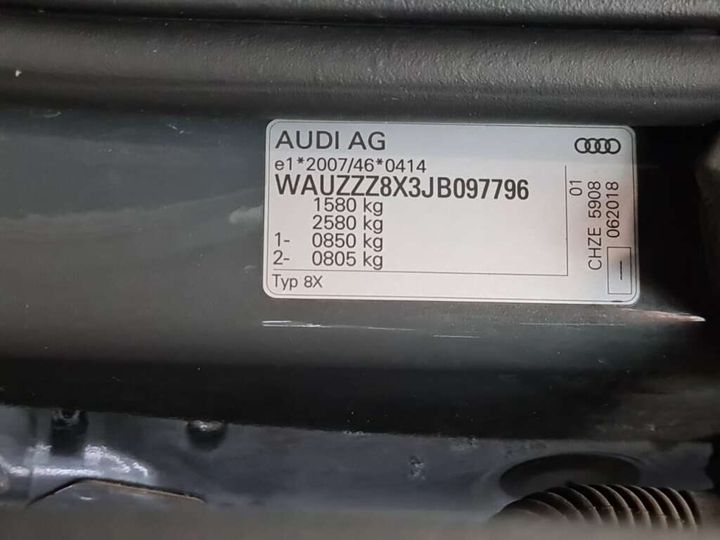 AUDI AG
e1*2007/46*0414
WAUZZZ8X3JB097796
1580 kg
2580 kg
1- 0850 kg
2- 0805 kg
Typ 8X
01
CHZE 5908
062018